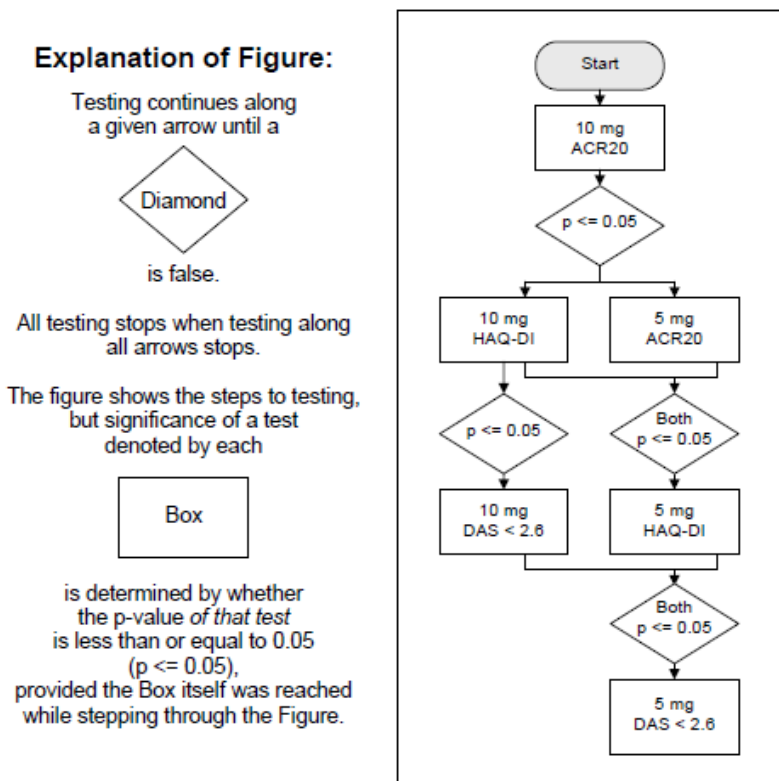 Explanation of Figure:
Testing continues along
a given arrow until a
Diamond
is false.
All testing stops when testing along
all arrows stops.
The figure shows the steps to testing,
but significance of a test
denoted by each
Box
is determined by whether
the p-value of that test
is less than or equal to 0.05
(p <= 0.05),
provided the Box itself was reached
while stepping through the Figure.
Start
10 mg
ACR20
p <= 0.05
10 mg
HAQ-DI
5 mg
ACR20
p <= 0.05
Both
p <= 0.05
10 mg
DAS < 2.6
5 mg
HAQ-DI
Both
p <= 0.05
5 mg
DAS < 2.6